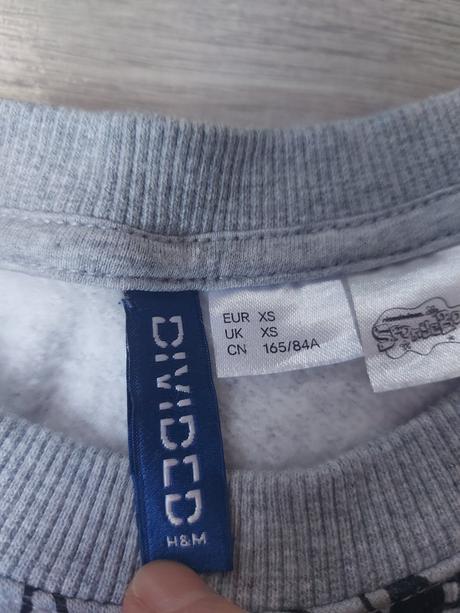 DIVIDED
H&M
EUR XS
UK XS
CN 165/84A